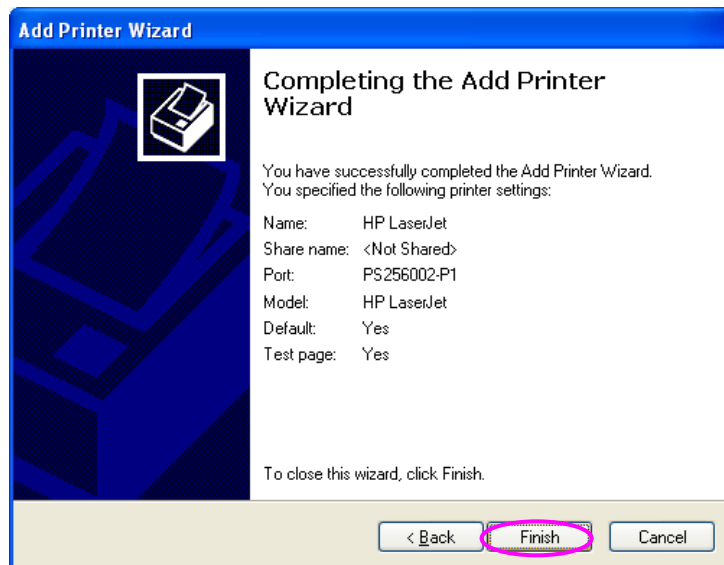 Add Printer Wizard
Completing the Add Printer
Wizard
You have successfully completed the Add Printer Wizard.
You specified the following printer settings:
Name: HP LaserJet
Share name: <Not Shared>
Port: PS256002-P1
Model: HP LaserJet
Default: Yes
Test page: Yes
To close this wizard, click Finish.
< Back Finish Cancel